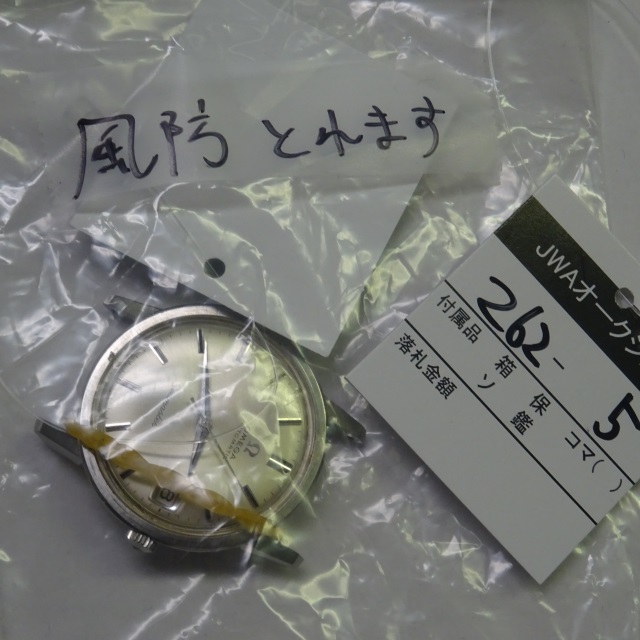 風防 とれます
JWAオークシ
262-5
付属品 箱 保 コマ( )
ソ 鑑
落札金額
Ω
OMEGA